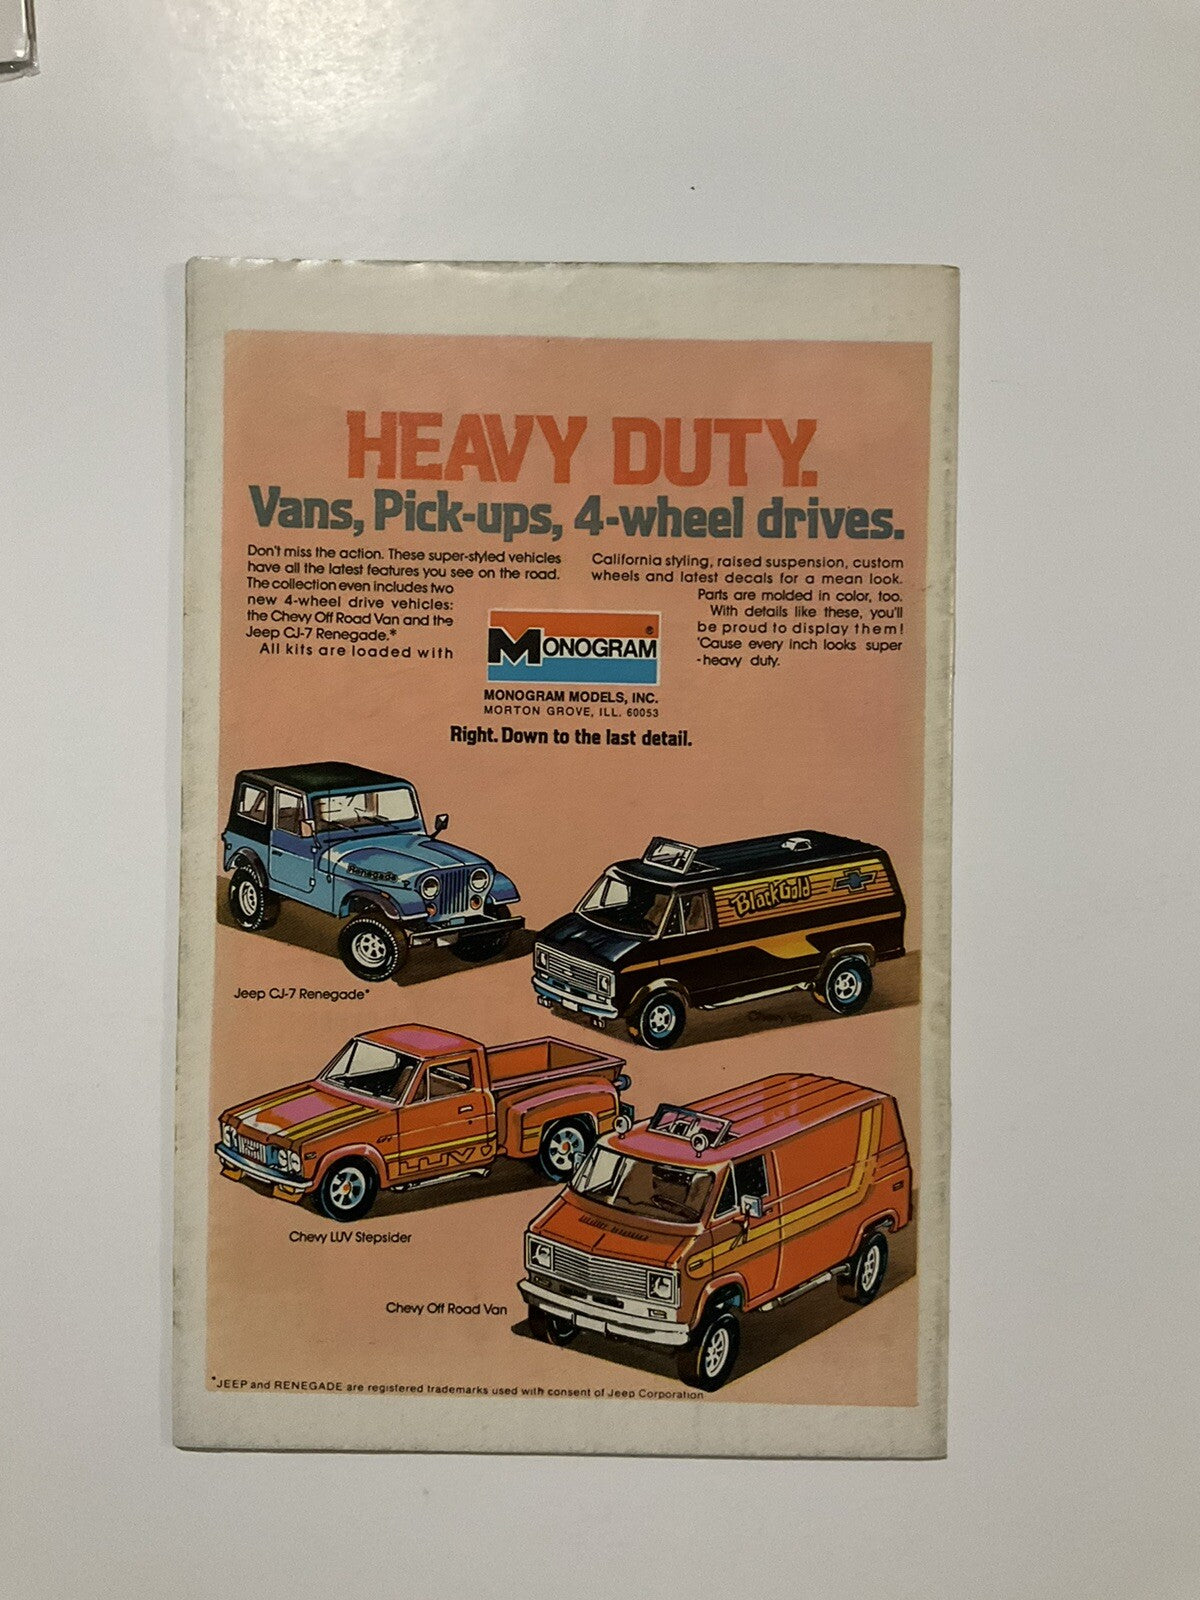 HEAVY DUTY.
Vans, Pick-ups, 4-wheel drives.
Don't miss the action. These super-styled vehicles
have all the latest features you see on the road.
The collection even includes two
new 4-wheel drive vehicles:
the Chevy Off Road Van and the
Jeep CJ-7 Renegade.*
All kits are loaded with
California styling, raised suspension, custom
wheels and latest decals for a mean look.
Parts are molded in color, too.
With details like these, you'll
be proud to display them!
'Cause every inch looks super
-heavy duty.
MONOGRAM®
MONOGRAM MODELS, INC.
MORTON GROVE, ILL. 60053
Right. Down to the last detail.
Renegade
Jeep CJ-7 Renegade*
Black Gold
Chevy Van
LUV
Chevy LUV Stepsider
Chevy Off Road Van
*JEEP and RENEGADE are registered trademarks used with consent of Jeep Corporation